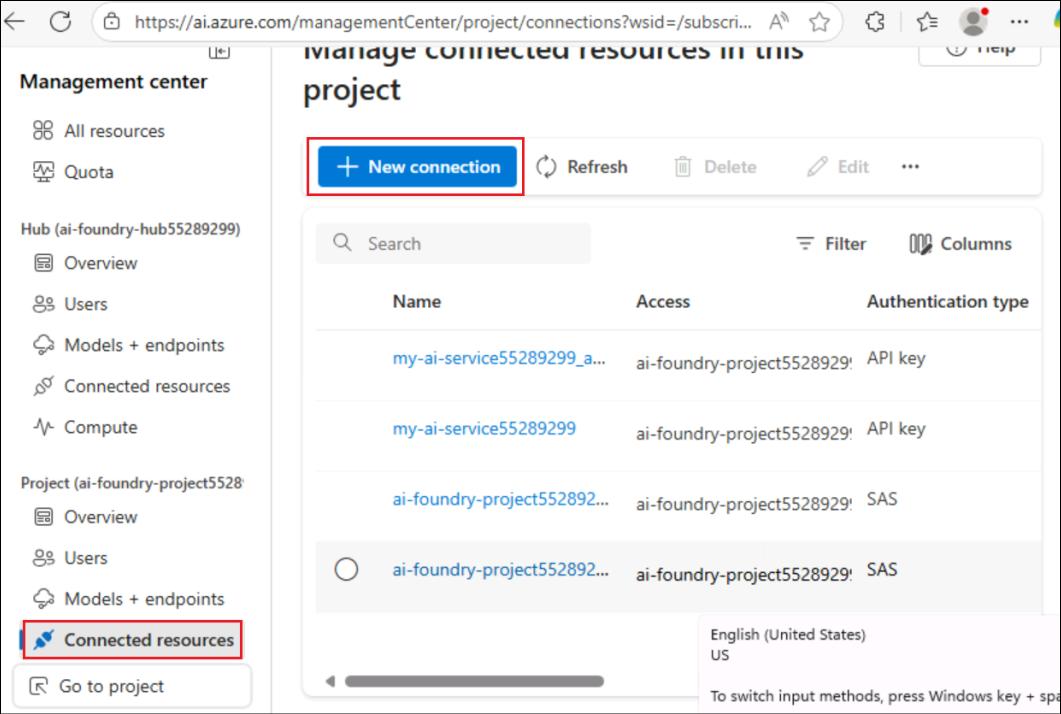 https://ai.azure.com/managementCenter/project/connections?wsid=/subscri...
Management center
All resources
Quota
Hub (ai-foundry-hub55289299)
Overview
Users
Models + endpoints
Connected resources
Compute
Project (ai-foundry-project5528
Overview
Users
Models + endpoints
Connected resources
Go to project
Manage connected resources in this
project
Help
New connection
Refresh
Delete
Edit
Search
Filter
Columns
Name Access Authentication type
my-ai-service55289299_a... ai-foundry-project5528929 API key
my-ai-service55289299 ai-foundry-project5528929 API key
ai-foundry-project552892... ai-foundry-project5528929 SAS
ai-foundry-project552892... ai-foundry-project5528929 SAS
English (United States)
US
To switch input methods, press Windows key + spa